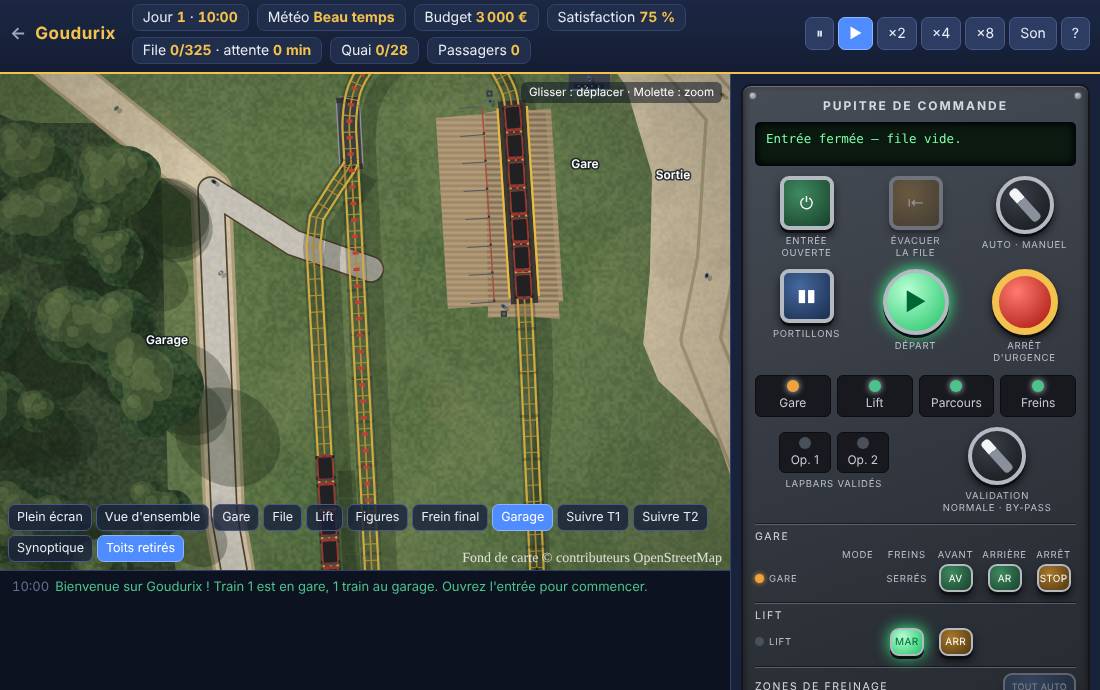 Goudurix
Jour 1 · 10:00
Météo Beau temps
Budget 3 000 €
Satisfaction 75 %
File 0/325 · attente 0 min
Quai 0/28
Passagers 0
×2
×4
×8
Son
?
Glisser : déplacer · Molette : zoom
Gare
Sortie
Garage
Plein écran
Vue d'ensemble
Gare
File
Lift
Figures
Frein final
Garage
Suivre T1
Suivre T2
Synoptique
Toits retirés
Fond de carte © contributeurs OpenStreetMap
10:00 Bienvenue sur Goudurix ! Train 1 est en gare, 1 train au garage. Ouvrez l'entrée pour commencer.
PUPITRE DE COMMANDE
Entrée fermée — file vide.
ENTRÉE
OUVERTE
ÉVACUER
LA FILE
AUTO · MANUEL
PORTILLONS
DÉPART
ARRÊT
D'URGENCE
Gare
Lift
Parcours
Freins
Op. 1
Op. 2
LAPBARS VALIDÉS
VALIDATION
NORMALE · BY-PASS
GARE
MODE FREINS AVANT ARRIÈRE ARRÊT
GARE SERRÉS AV AR STOP
LIFT
LIFT MAR ARR
ZONES DE FREINAGE
TOUT AUTO